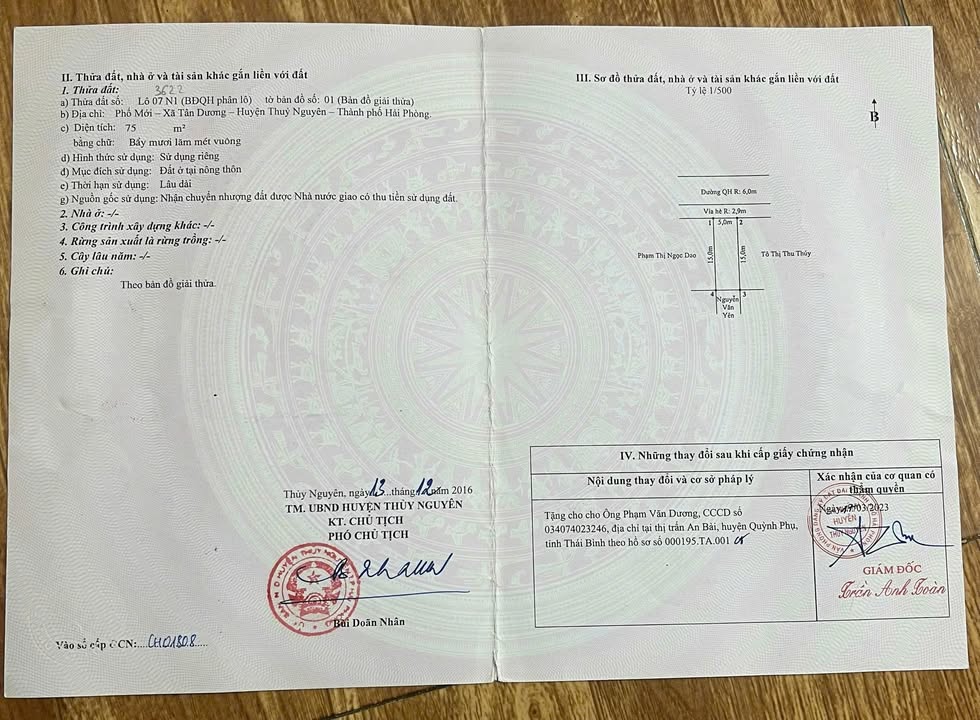 II. Thửa đất, nhà ở và tài sản khác gắn liền với đất
1. Thửa đất: 3622
a) Thửa đất số: Lô 07 N1 (BĐQH phân lô) tờ bản đồ số: 01 (Bản đồ giải thửa)
b) Địa chỉ: Phố Mới – Xã Tân Dương – Huyện Thuỷ Nguyên – Thành phố Hải Phòng.
c) Diện tích: 75 m²
bằng chữ: Bẩy mươi lăm mét vuông
d) Hình thức sử dụng: Sử dụng riêng
đ) Mục đích sử dụng: Đất ở tại nông thôn
e) Thời hạn sử dụng: Lâu dài
g) Nguồn gốc sử dụng: Nhận chuyển nhượng đất được Nhà nước giao có thu tiền sử dụng đất.
2. Nhà ở: -/-
3. Công trình xây dựng khác: -/-
4. Rừng sản xuất là rừng trồng: -/-
5. Cây lâu năm: -/-
6. Ghi chú:
Theo bản đồ giải thửa.
Thủy Nguyên, ngày 13...tháng 12 năm 2016
TM. UBND HUYỆN THỦY NGUYÊN
KT. CHỦ TỊCH
PHÓ CHỦ TỊCH
Bùi Doãn Nhân
Vào sổ cấp GCN:....CH01808.....
III. Sơ đồ thửa đất, nhà ở và tài sản khác gắn liền với đất
Tỷ lệ 1/500
B
Đường QH R: 6,0m
Vỉa hè R: 2,9m
1 5,0m 2
Phạm Thị Ngọc Dao 15,0m 15,0m Tô Thị Thu Thủy
4 3
Nguyễn
Văn
Yên
IV. Những thay đổi sau khi cấp giấy chứng nhận
Nội dung thay đổi và cơ sở pháp lý
Xác nhận của cơ quan có
thẩm quyền
Tặng cho cho Ông Phạm Văn Dương, CCCD số
034074023246, địa chỉ tại thị trấn An Bài, huyện Quỳnh Phụ,
tỉnh Thái Bình theo hồ sơ số 000195.TA.001
Ngày 09/03/2023
HUYỆN
GIÁM ĐỐC
Trần Anh Toàn